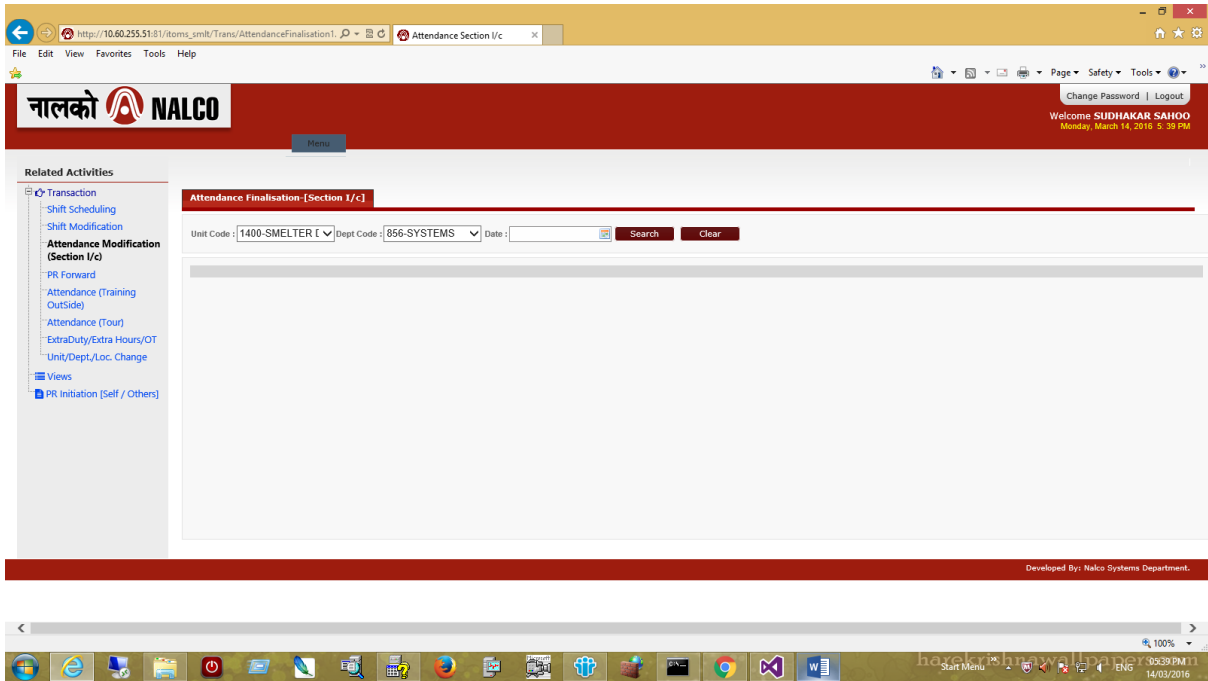 http://10.60.255.51:81/itoms_smlt/Trans/AttendanceFinalisation1. Attendance Section I/c
File Edit View Favorites Tools Help
Page Safety Tools
नालको NALCO
Change Password | Logout
Welcome SUDHAKAR SAHOO
Monday, March 14, 2016 5: 39 PM
Menu
Related Activities
Transaction
Shift Scheduling
Shift Modification
Attendance Modification
(Section I/c)
PR Forward
Attendance (Training
OutSide)
Attendance (Tour)
ExtraDuty/Extra Hours/OT
Unit/Dept./Loc. Change
Views
PR Initiation [Self / Others]
Attendance Finalisation-[Section I/c]
Unit Code : 1400-SMELTER Dept Code : 856-SYSTEMS Date : Search Clear
Developed By: Nalco Systems Department.
100%
Start Menu ENG 05:39 PM
14/03/2016